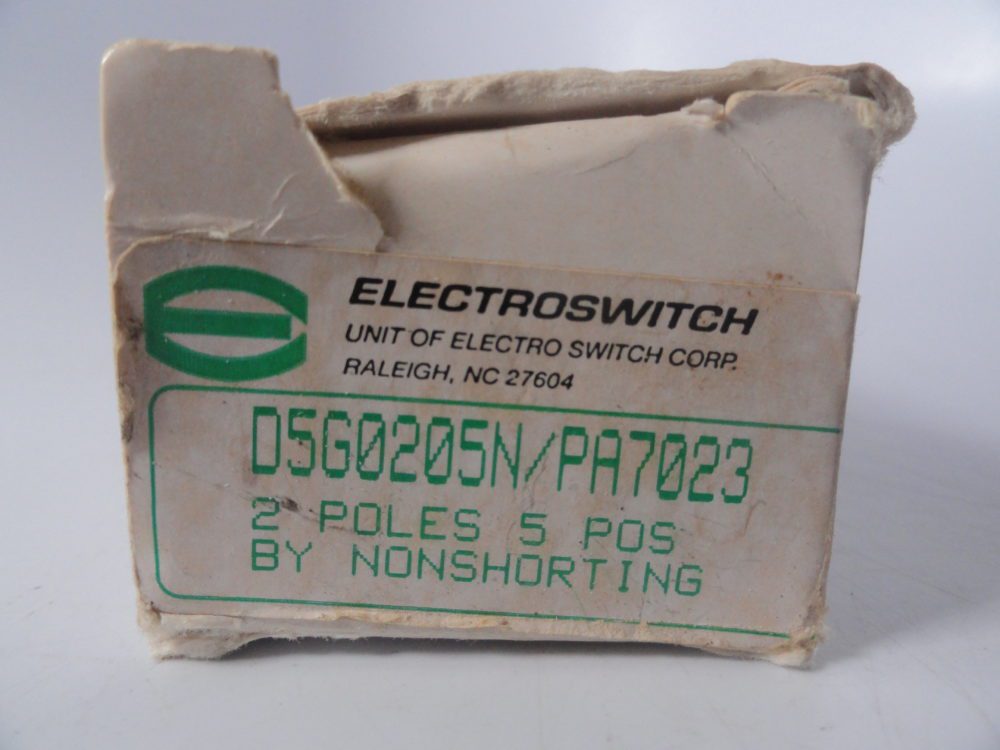 ELECTROSWITCH
UNIT OF ELECTRO SWITCH CORP.
RALEIGH, NC 27604
D5G0205N/PA7023
2 POLES 5 POS
BY NONSHORTING